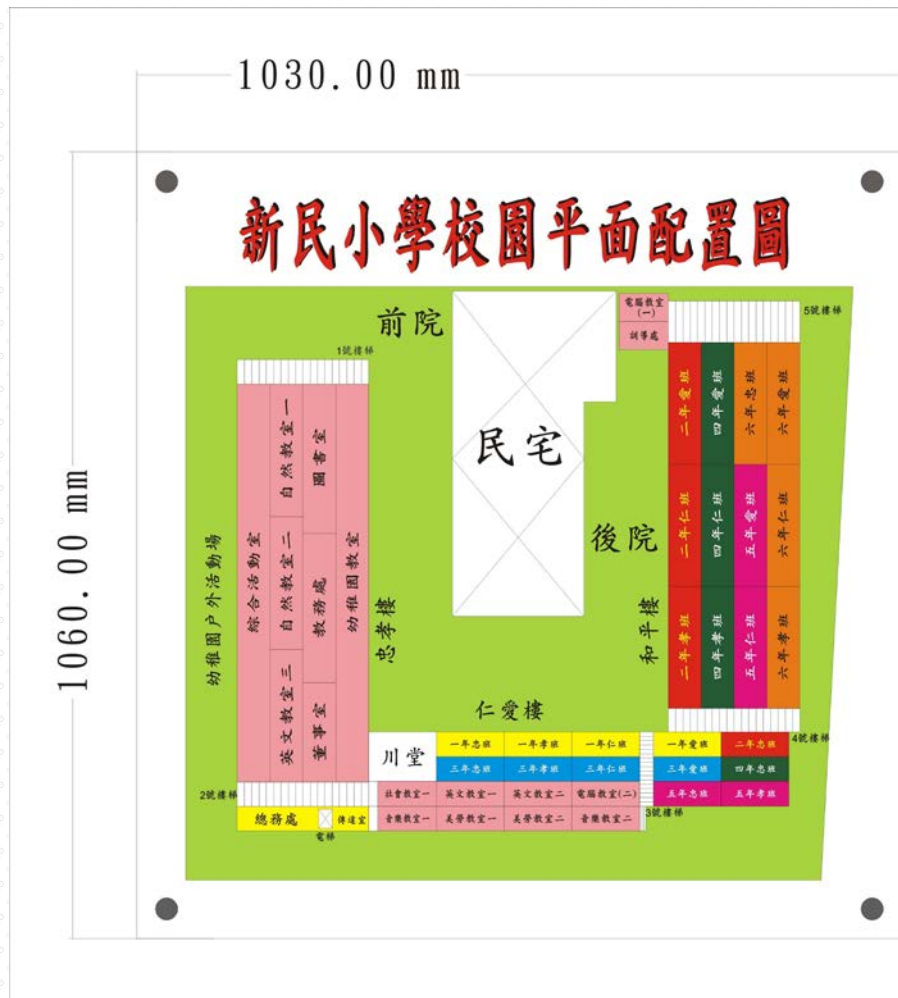 1030.00 mm
1060.00 mm
新民小學校園平面配置圖
前院
電腦教室
(一)
訓導處
5號樓梯
1號樓梯
民宅
後院
二年愛班
四年愛班
六年忠班
六年愛班
二年仁班
四年仁班
五年愛班
六年仁班
二年孝班
四年孝班
五年仁班
六年孝班
和平樓
幼稚園戶外活動場
綜合活動室
自然教室一
自然教室二
英文教室三
圖書室
教務處
董事室
幼稚園教室
忠孝樓
仁愛樓
4號樓梯
川堂
一年忠班
一年孝班
一年仁班
一年愛班
二年忠班
三年忠班
三年孝班
三年仁班
三年愛班
四年忠班
2號樓梯
社會教室一
英文教室一
英文教室二
電腦教室(二)
五年忠班
五年孝班
3號樓梯
總務處
傳達室
電梯
音樂教室一
美勞教室一
美勞教室二
音樂教室二